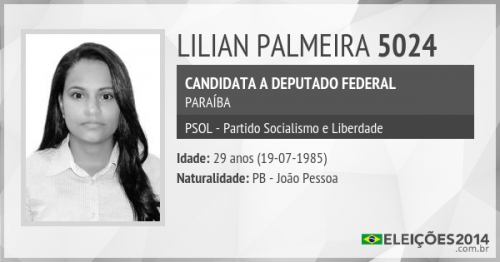 LILIAN PALMEIRA 5024
CANDIDATA A DEPUTADO FEDERAL
PARAÍBA
PSOL - Partido Socialismo e Liberdade
Idade: 29 anos (19-07-1985)
Naturalidade: PB - João Pessoa
ELEIÇÕES2014
.com.br